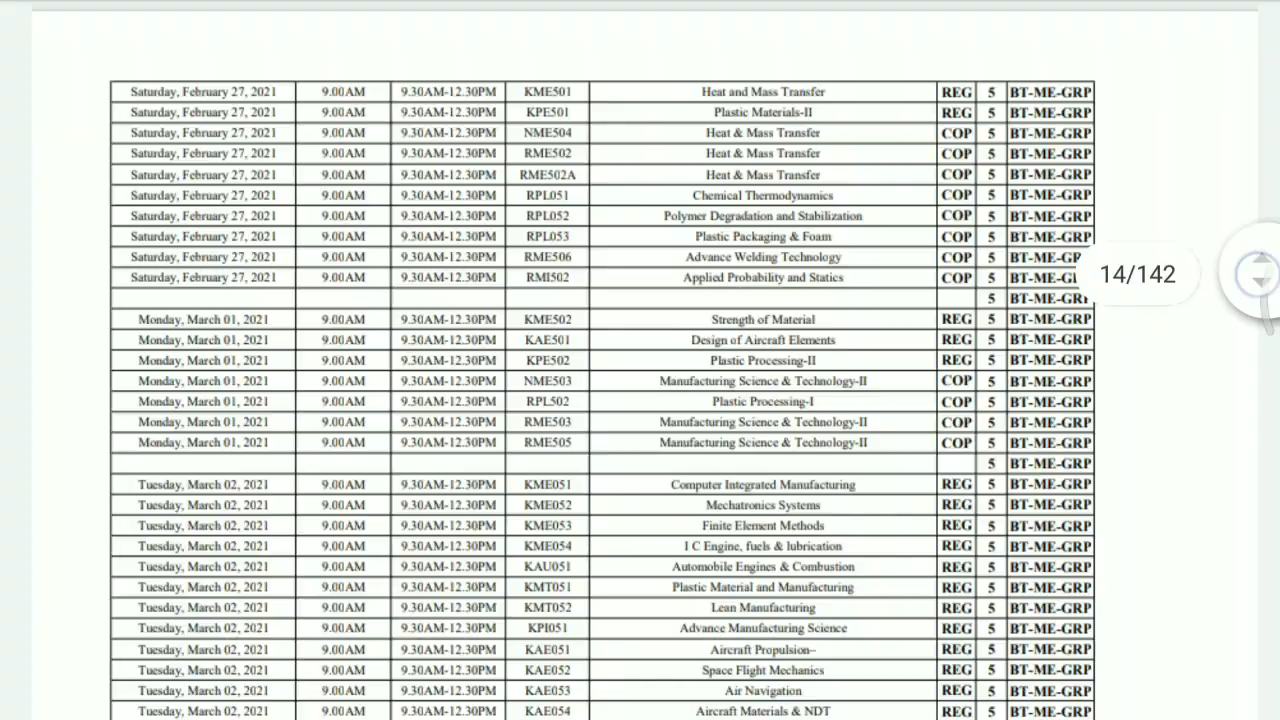 Saturday, February 27, 2021 9.00AM 9.30AM-12.30PM KME501 Heat and Mass Transfer REG 5 BT-ME-GRP
Saturday, February 27, 2021 9.00AM 9.30AM-12.30PM KPE501 Plastic Materials-II REG 5 BT-ME-GRP
Saturday, February 27, 2021 9.00AM 9.30AM-12.30PM NME504 Heat & Mass Transfer COP 5 BT-ME-GRP
Saturday, February 27, 2021 9.00AM 9.30AM-12.30PM RME502 Heat & Mass Transfer COP 5 BT-ME-GRP
Saturday, February 27, 2021 9.00AM 9.30AM-12.30PM RME502A Heat & Mass Transfer COP 5 BT-ME-GRP
Saturday, February 27, 2021 9.00AM 9.30AM-12.30PM RPL051 Chemical Thermodynamics COP 5 BT-ME-GRP
Saturday, February 27, 2021 9.00AM 9.30AM-12.30PM RPL052 Polymer Degradation and Stabilization COP 5 BT-ME-GRP
Saturday, February 27, 2021 9.00AM 9.30AM-12.30PM RPL053 Plastic Packaging & Foam COP 5 BT-ME-GRP
Saturday, February 27, 2021 9.00AM 9.30AM-12.30PM RME506 Advance Welding Technology COP 5 BT-ME-GRP
Saturday, February 27, 2021 9.00AM 9.30AM-12.30PM RMI502 Applied Probability and Statics COP 5 BT-ME-GRP
14/142
5 BT-ME-GRP
Monday, March 01, 2021 9.00AM 9.30AM-12.30PM KME502 Strength of Material REG 5 BT-ME-GRP
Monday, March 01, 2021 9.00AM 9.30AM-12.30PM KAE501 Design of Aircraft Elements REG 5 BT-ME-GRP
Monday, March 01, 2021 9.00AM 9.30AM-12.30PM KPE502 Plastic Processing-II REG 5 BT-ME-GRP
Monday, March 01, 2021 9.00AM 9.30AM-12.30PM NME503 Manufacturing Science & Technology-II COP 5 BT-ME-GRP
Monday, March 01, 2021 9.00AM 9.30AM-12.30PM RPL502 Plastic Processing-I COP 5 BT-ME-GRP
Monday, March 01, 2021 9.00AM 9.30AM-12.30PM RME503 Manufacturing Science & Technology-II COP 5 BT-ME-GRP
Monday, March 01, 2021 9.00AM 9.30AM-12.30PM RME505 Manufacturing Science & Technology-II COP 5 BT-ME-GRP
5 BT-ME-GRP
Tuesday, March 02, 2021 9.00AM 9.30AM-12.30PM KME051 Computer Integrated Manufacturing REG 5 BT-ME-GRP
Tuesday, March 02, 2021 9.00AM 9.30AM-12.30PM KME052 Mechatronics Systems REG 5 BT-ME-GRP
Tuesday, March 02, 2021 9.00AM 9.30AM-12.30PM KME053 Finite Element Methods REG 5 BT-ME-GRP
Tuesday, March 02, 2021 9.00AM 9.30AM-12.30PM KME054 I C Engine, fuels & lubrication REG 5 BT-ME-GRP
Tuesday, March 02, 2021 9.00AM 9.30AM-12.30PM KAU051 Automobile Engines & Combustion REG 5 BT-ME-GRP
Tuesday, March 02, 2021 9.00AM 9.30AM-12.30PM KMT051 Plastic Material and Manufacturing REG 5 BT-ME-GRP
Tuesday, March 02, 2021 9.00AM 9.30AM-12.30PM KMT052 Lean Manufacturing REG 5 BT-ME-GRP
Tuesday, March 02, 2021 9.00AM 9.30AM-12.30PM KPI051 Advance Manufacturing Science REG 5 BT-ME-GRP
Tuesday, March 02, 2021 9.00AM 9.30AM-12.30PM KAE051 Aircraft Propulsion– REG 5 BT-ME-GRP
Tuesday, March 02, 2021 9.00AM 9.30AM-12.30PM KAE052 Space Flight Mechanics REG 5 BT-ME-GRP
Tuesday, March 02, 2021 9.00AM 9.30AM-12.30PM KAE053 Air Navigation REG 5 BT-ME-GRP
Tuesday, March 02, 2021 9.00AM 9.30AM-12.30PM KAE054 Aircraft Materials & NDT REG 5 BT-ME-GRP